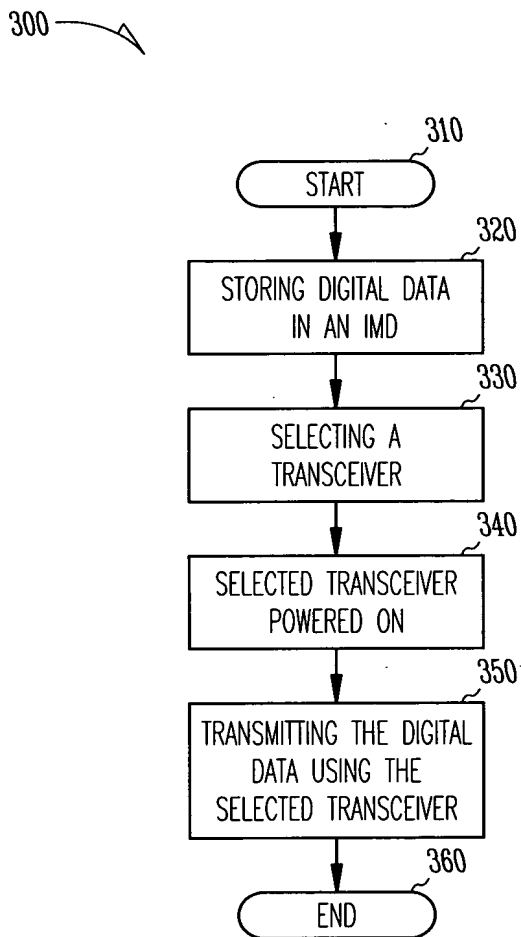 300
310
START
320
STORING DIGITAL DATA
IN AN IMD
330
SELECTING A
TRANSCEIVER
340
SELECTED TRANSCEIVER
POWERED ON
350
TRANSMITTING THE DIGITAL
DATA USING THE
SELECTED TRANSCEIVER
360
END